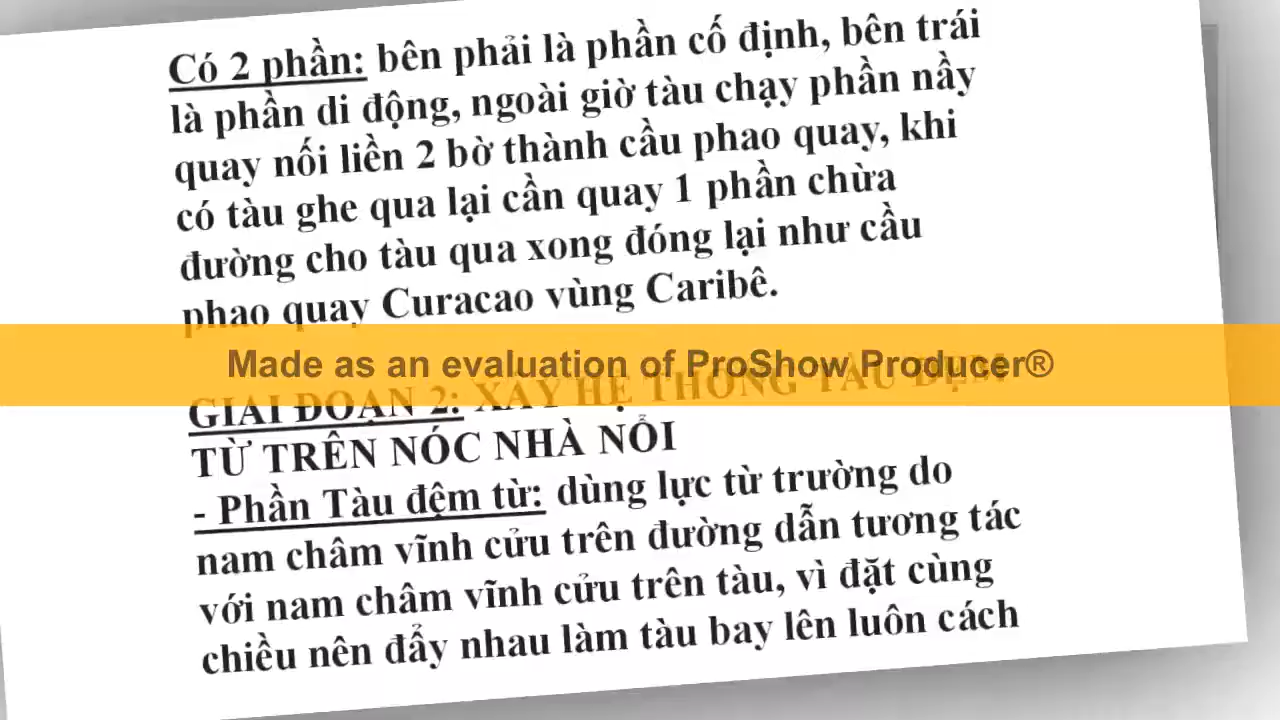 Có 2 phần: bên phải là phần cố định, bên trái
là phần di động, ngoài giờ tàu chạy phần nầy
quay nối liền 2 bờ thành cầu phao quay, khi
có tàu ghe qua lại cần quay 1 phần chừa
đường cho tàu qua xong đóng lại như cầu
phao quay Curacao vùng Caribê.
Made as an evaluation of ProShow Producer®
GIAI ĐOẠN 2: XÂY HỆ THỐNG TÀU ĐỆM
TỪ TRÊN NÓC NHÀ NỔI
- Phần Tàu đệm từ: dùng lực từ trường do
nam châm vĩnh cửu trên đường dẫn tương tác
với nam châm vĩnh cửu trên tàu, vì đặt cùng
chiều nên đẩy nhau làm tàu bay lên luôn cách